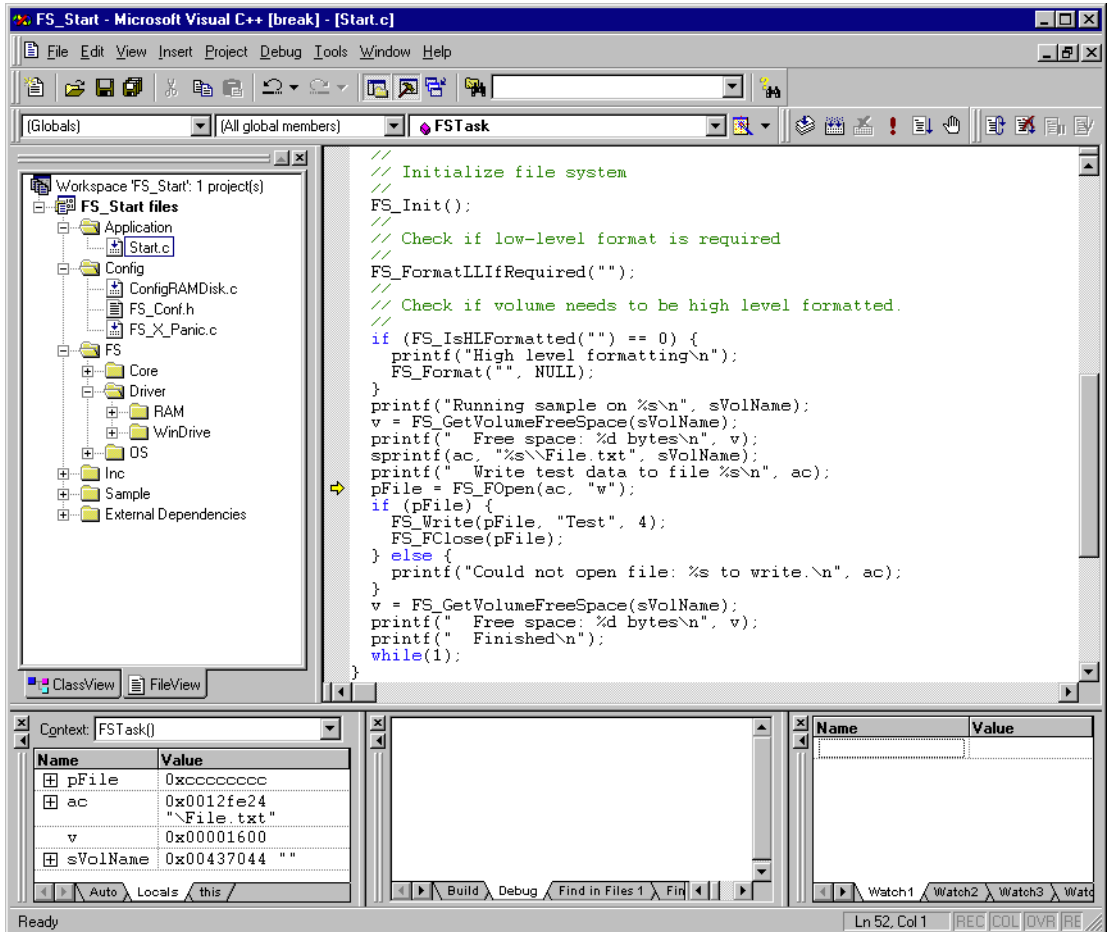 FS_Start - Microsoft Visual C++ [break] - [Start.c]
File Edit View Insert Project Debug Tools Window Help
(Globals) (All global members) FSTask
Workspace 'FS_Start': 1 project(s)
FS_Start files
Application
Start.c
Config
ConfigRAMDisk.c
FS_Conf.h
FS_X_Panic.c
FS
Core
Driver
RAM
WinDrive
OS
Inc
Sample
External Dependencies
ClassView FileView
//
// Initialize file system
//
FS_Init();
//
// Check if low-level format is required
//
FS_FormatLLIfRequired("");
//
// Check if volume needs to be high level formatted.
//
if (FS_IsHLFormatted("") == 0) {
printf("High level formatting\n");
FS_Format("", NULL);
}
printf("Running sample on %s\n", sVolName);
v = FS_GetVolumeFreeSpace(sVolName);
printf("  Free space: %d bytes\n", v);
sprintf(ac, "%s\\File.txt", sVolName);
printf("  Write test data to file %s\n", ac);
pFile = FS_FOpen(ac, "w");
if (pFile) {
FS_Write(pFile, "Test", 4);
FS_FClose(pFile);
} else {
printf("Could not open file: %s to write.\n", ac);
}
v = FS_GetVolumeFreeSpace(sVolName);
printf("  Free space: %d bytes\n", v);
printf("  Finished\n");
while(1);
}
Context: FSTask()
Name Value
pFile 0xcccccccc
ac 0x0012fe24
"\File.txt"
v 0x00001600
sVolName 0x00437044 ""
Auto Locals this
Build Debug Find in Files 1 Fin
Name Value
Watch1 Watch2 Watch3 Watc
Ready
Ln 52, Col 1 REC COL OVR RE